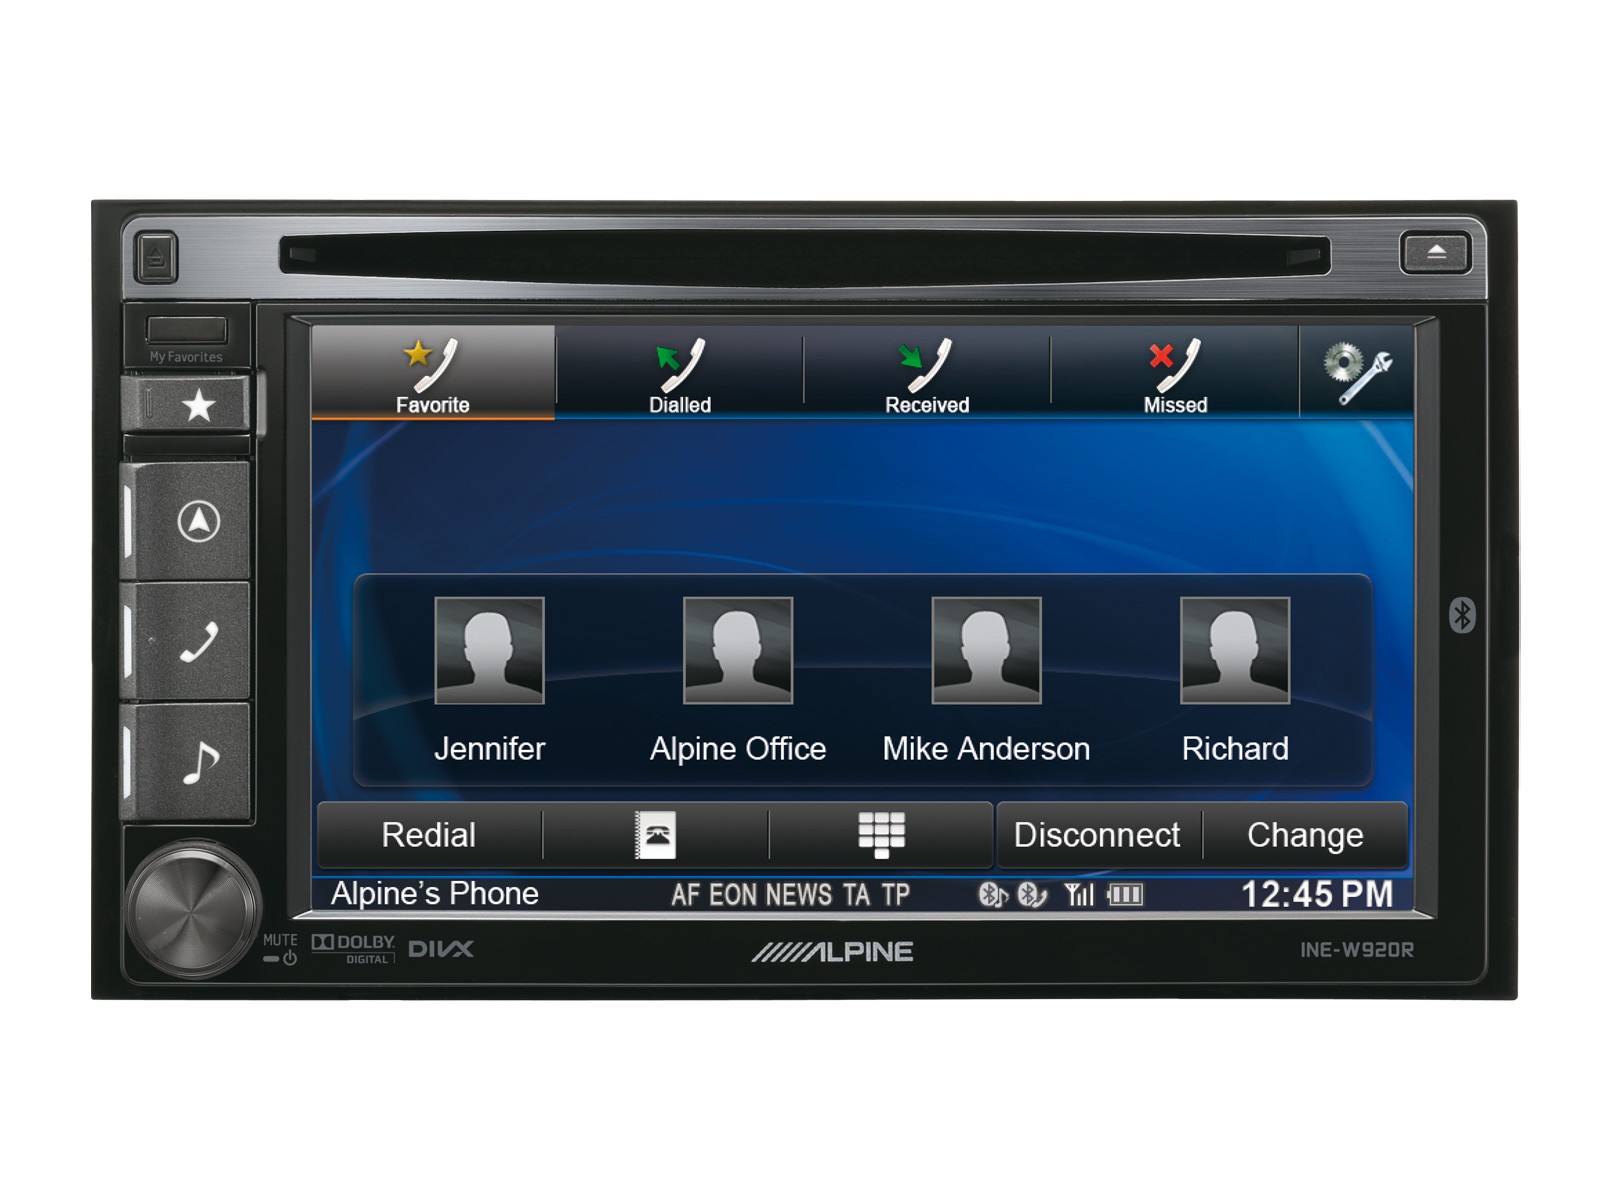 My Favorites
Favorite Dialled Received Missed
Jennifer Alpine Office Mike Anderson Richard
Redial Disconnect Change
Alpine’s Phone AF EON NEWS TA TP 12:45 PM
MUTE DOLBY DIGITAL DIVX ALPINE INE-W920R